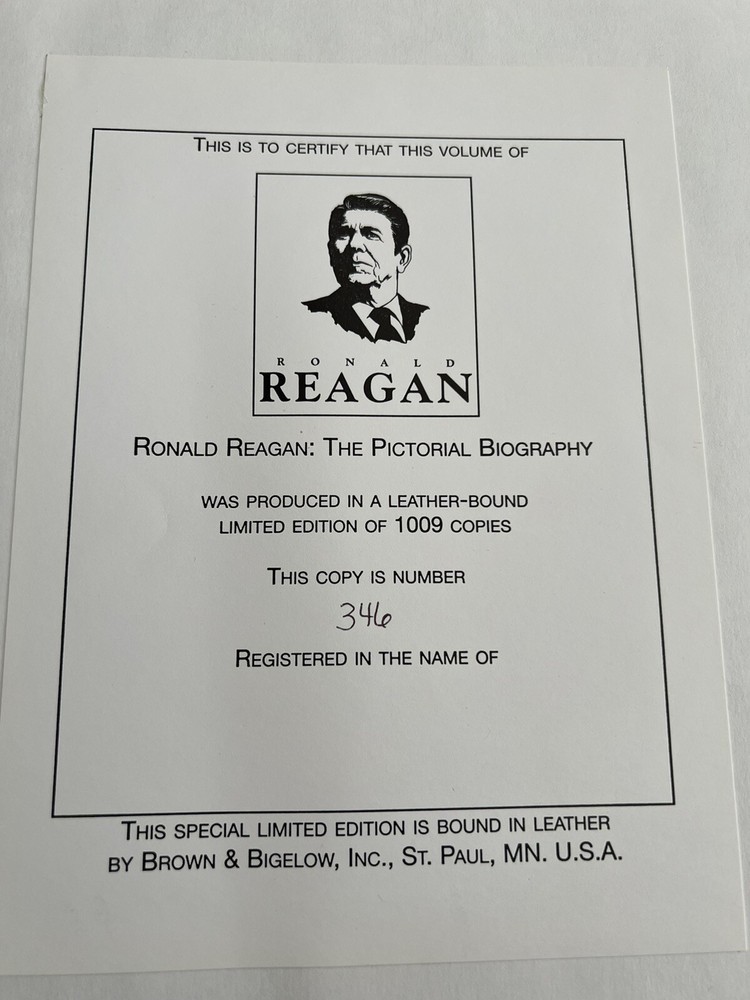 THIS IS TO CERTIFY THAT THIS VOLUME OF
RONALD
REAGAN
RONALD REAGAN: THE PICTORIAL BIOGRAPHY
WAS PRODUCED IN A LEATHER-BOUND
LIMITED EDITION OF 1009 COPIES
THIS COPY IS NUMBER
346
REGISTERED IN THE NAME OF
THIS SPECIAL LIMITED EDITION IS BOUND IN LEATHER
BY BROWN & BIGELOW, INC., ST. PAUL, MN. U.S.A.